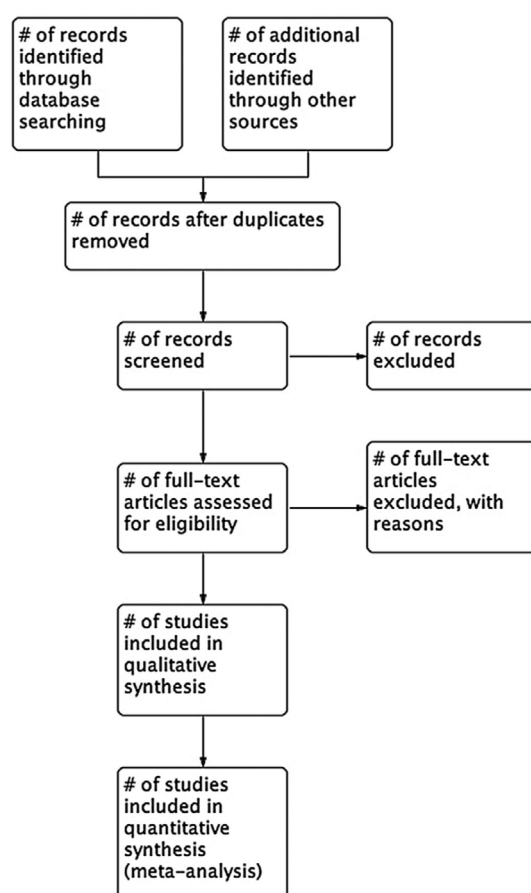 # of records
identified
through
database
searching
# of additional
records
identified
through other
sources
# of records after duplicates
removed
# of records
screened
# of records
excluded
# of full-text
articles assessed
for eligibility
# of full-text
articles
excluded, with
reasons
# of studies
included in
qualitative
synthesis
# of studies
included in
quantitative
synthesis
(meta-analysis)